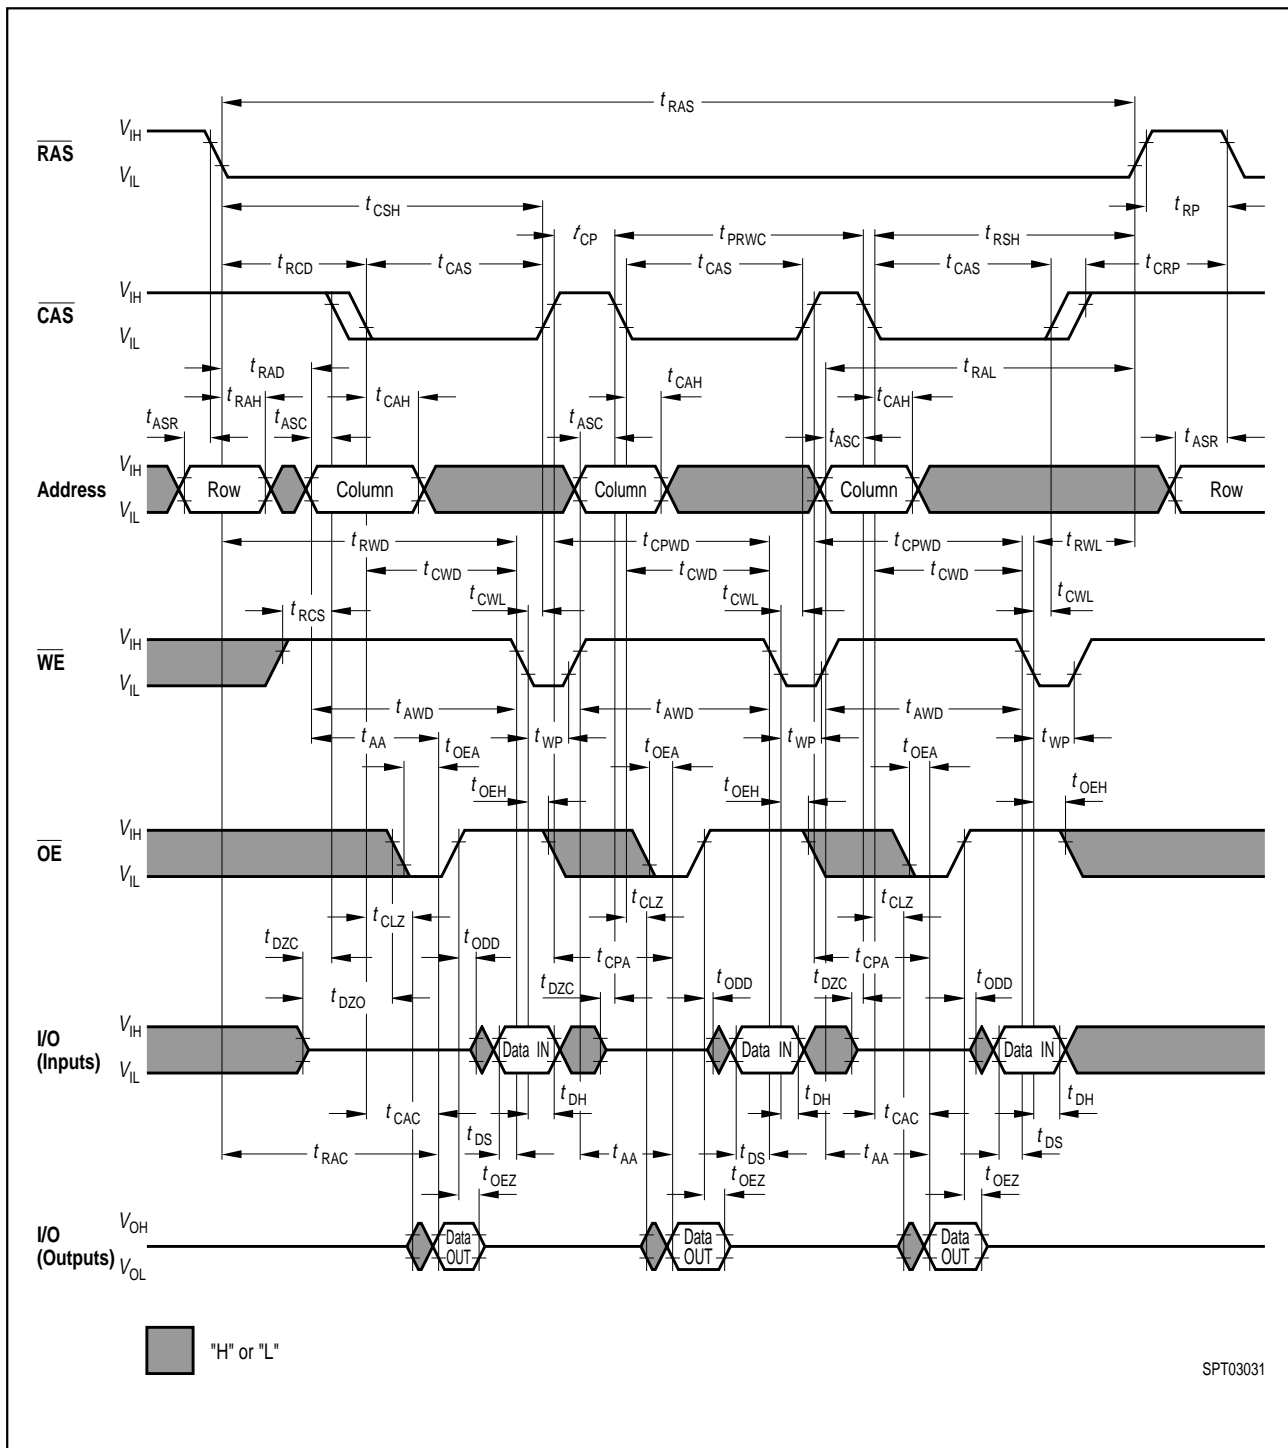 tRAS
VIH
RAS
VIL
tCSH
tRP
tCP
tPRWC
tRSH
tRCD
tCAS
tCAS
tCAS
tCRP
VIH
CAS
VIL
tRAD
tRAL
tRAH
tCAH
tCAH
tCAH
tASR
tASC
tASC
tASC
tASR
VIH
Address
Row
Column
Column
Column
Row
VIL
tRWD
tCPWD
tCPWD
tRWL
tCWD
tCWD
tCWD
tCWL
tCWL
tCWL
tRCS
VIH
WE
VIL
tAWD
tAWD
tAWD
tAA
tWP
tWP
tWP
tOEA
tOEA
tOEA
tOEH
tOEH
tOEH
VIH
OE
VIL
tCLZ
tCLZ
tCLZ
tDZC
tODD
tCPA
tCPA
tDZC
tODD
tDZC
tODD
tDZO
VIH
I/O
(Inputs)
Data IN
Data IN
Data IN
VIL
tDH
tDH
tDH
tCAC
tCAC
tDS
tDS
tDS
tRAC
tAA
tAA
tOEZ
tOEZ
tOEZ
VOH
I/O
(Outputs)
Data
OUT
Data
OUT
Data
OUT
VOL
"H" or "L"
SPT03031